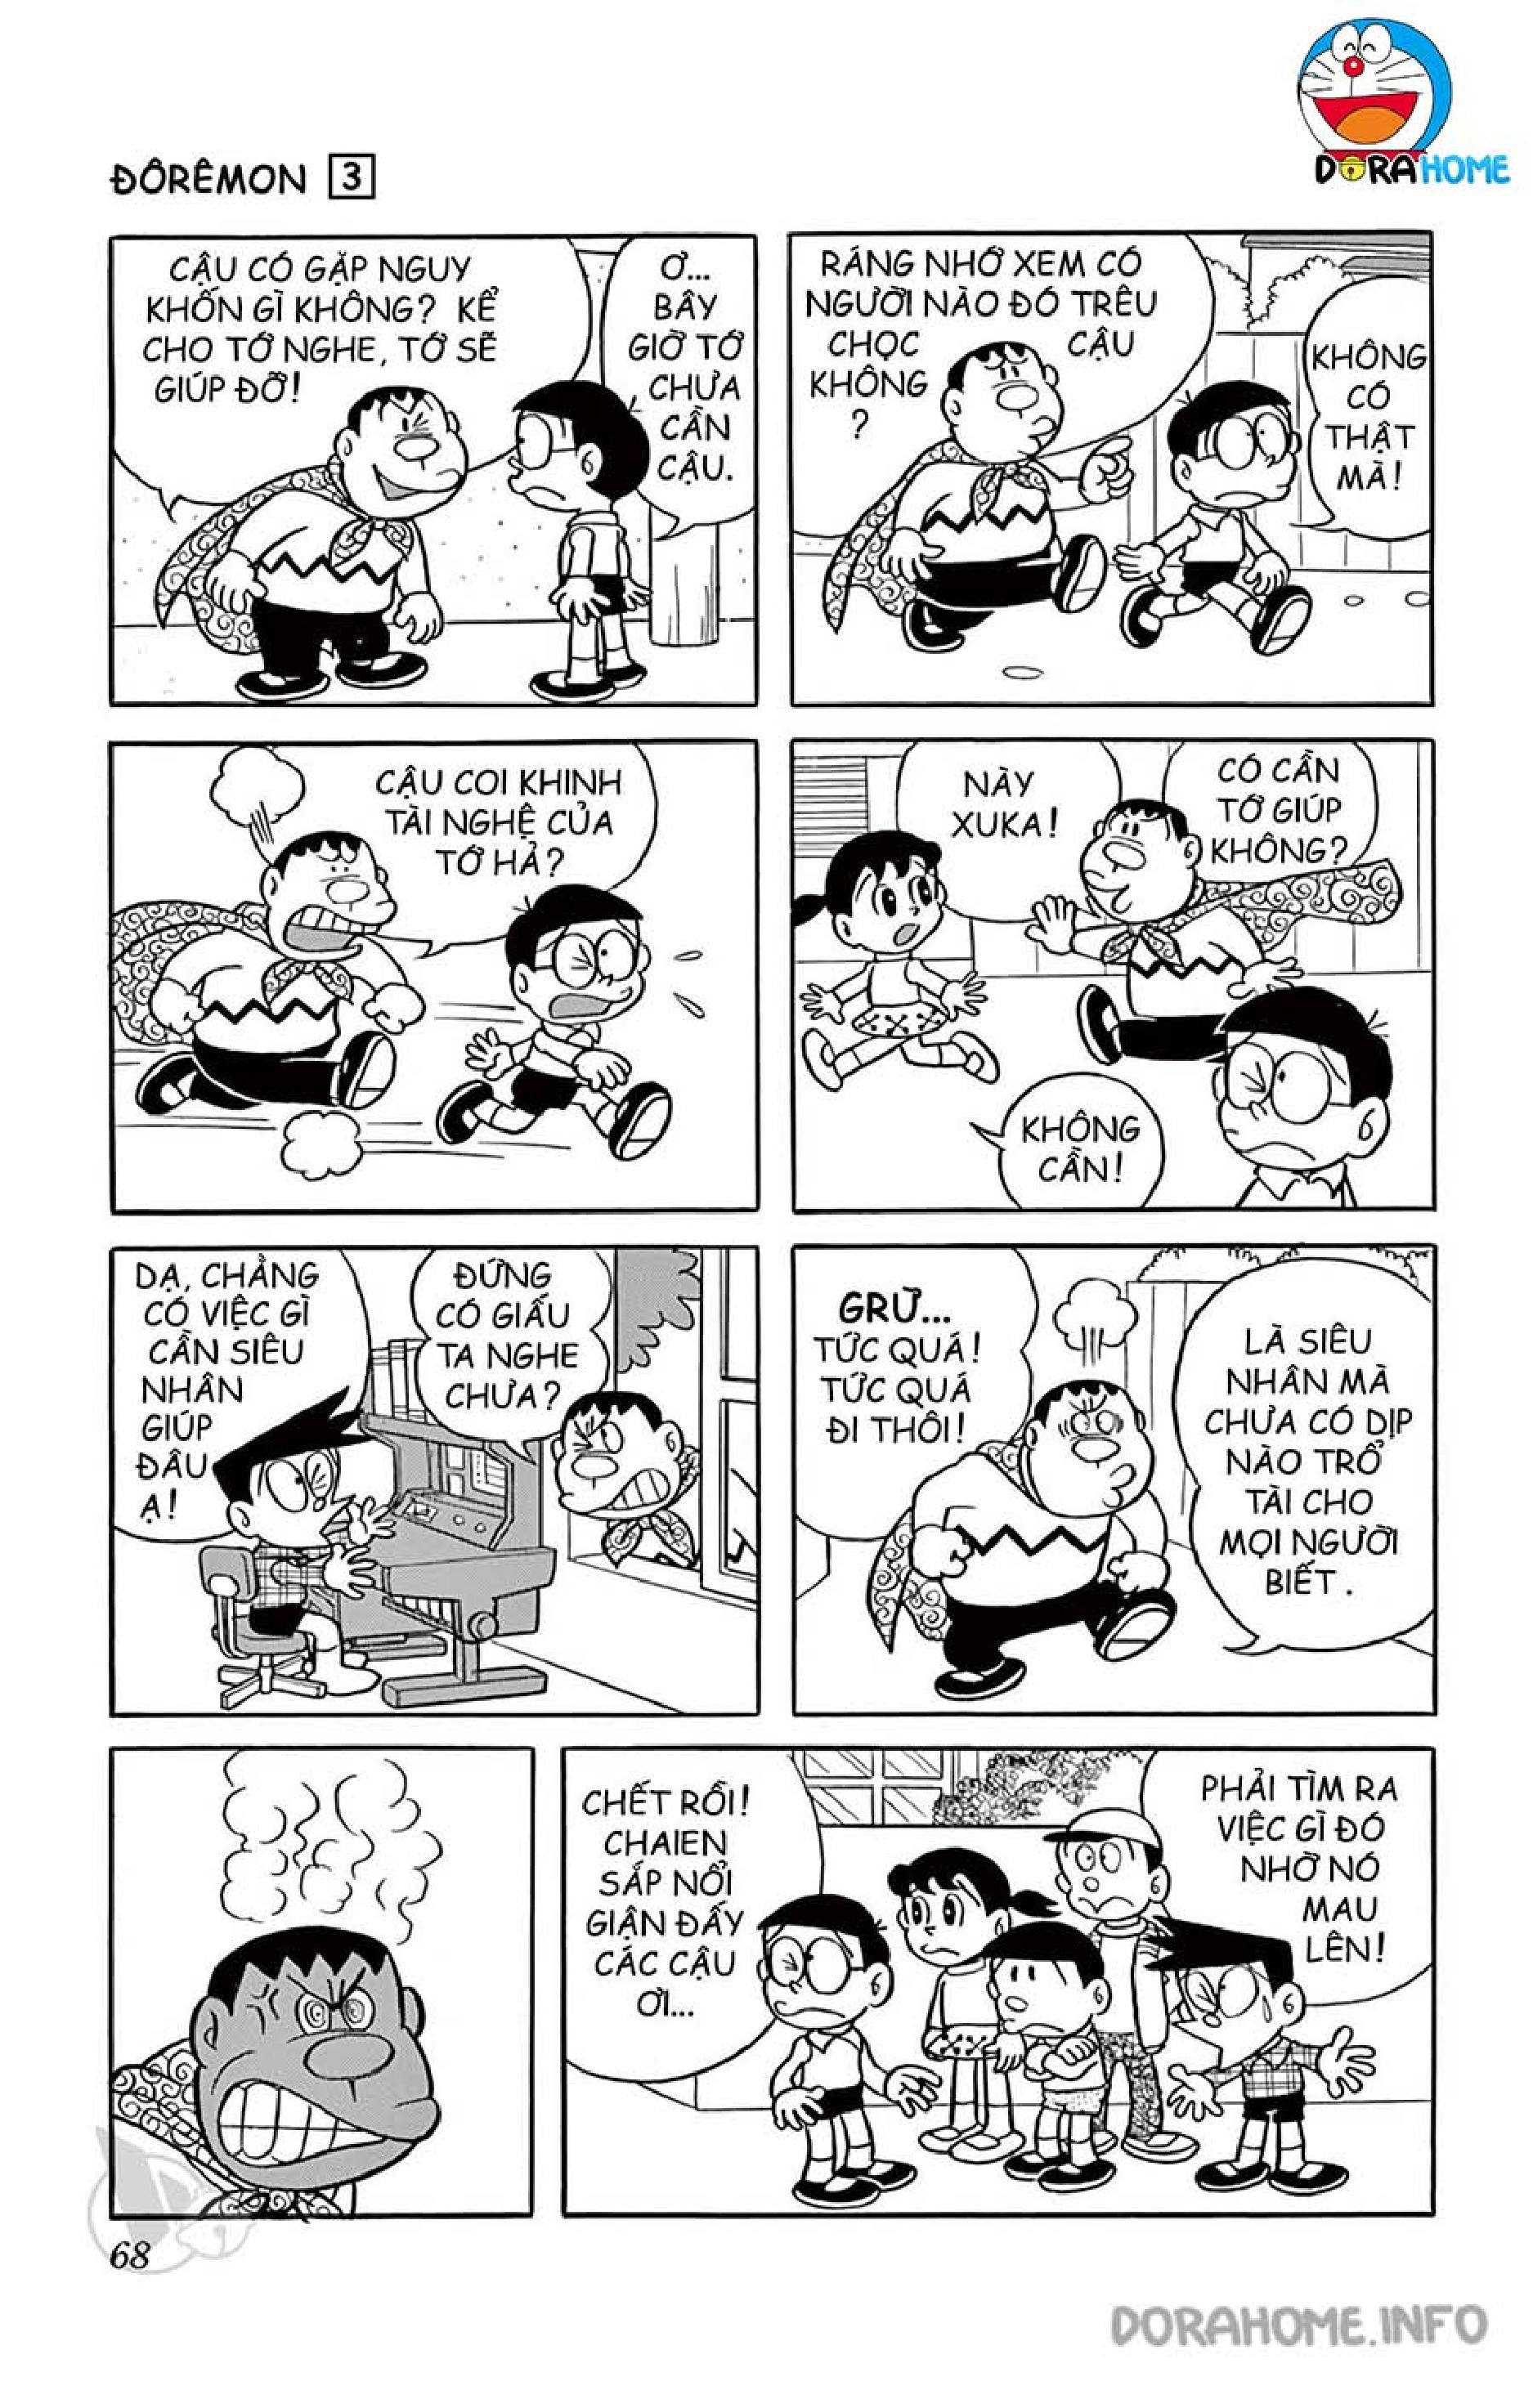 DORAHOME
ĐÔRÊMON 3
CẬU CÓ GẶP NGUY
KHỐN GÌ KHÔNG? KỂ
CHO TỚ NGHE, TỚ SẼ
GIÚP ĐỠ!
Ơ...
BÂY
GIỜ TỚ
CHƯA
CẦN
CẬU.
RÁNG NHỚ XEM CÓ
NGƯỜI NÀO ĐÓ TRÊU
CHỌC CẬU
KHÔNG
?
KHÔNG
CÓ
THẬT
MÀ!
CẬU COI KHINH
TÀI NGHỆ CỦA
TỚ HẢ?
NÀY
XUKA!
CÓ CẦN
TỚ GIÚP
KHÔNG?
KHÔNG
CẦN!
DẠ, CHẲNG
CÓ VIỆC GÌ
CẦN SIÊU
NHÂN
GIÚP
ĐÂU
Ạ!
ĐỨNG
CÓ GIẤU
TA NGHE
CHƯA?
GRỪ...
TỨC QUÁ!
TỨC QUÁ
ĐI THÔI!
LÀ SIÊU
NHÂN MÀ
CHƯA CÓ DỊP
NÀO TRỔ
TÀI CHO
MỌI NGƯỜI
BIẾT.
CHẾT RỒI!
CHAIEN
SẮP NỔI
GIẬN ĐẤY
CÁC CẬU
ƠI...
PHẢI TÌM RA
VIỆC GÌ ĐÓ
NHỜ NÓ
MAU
LÊN!
68
DORAHOME.INFO